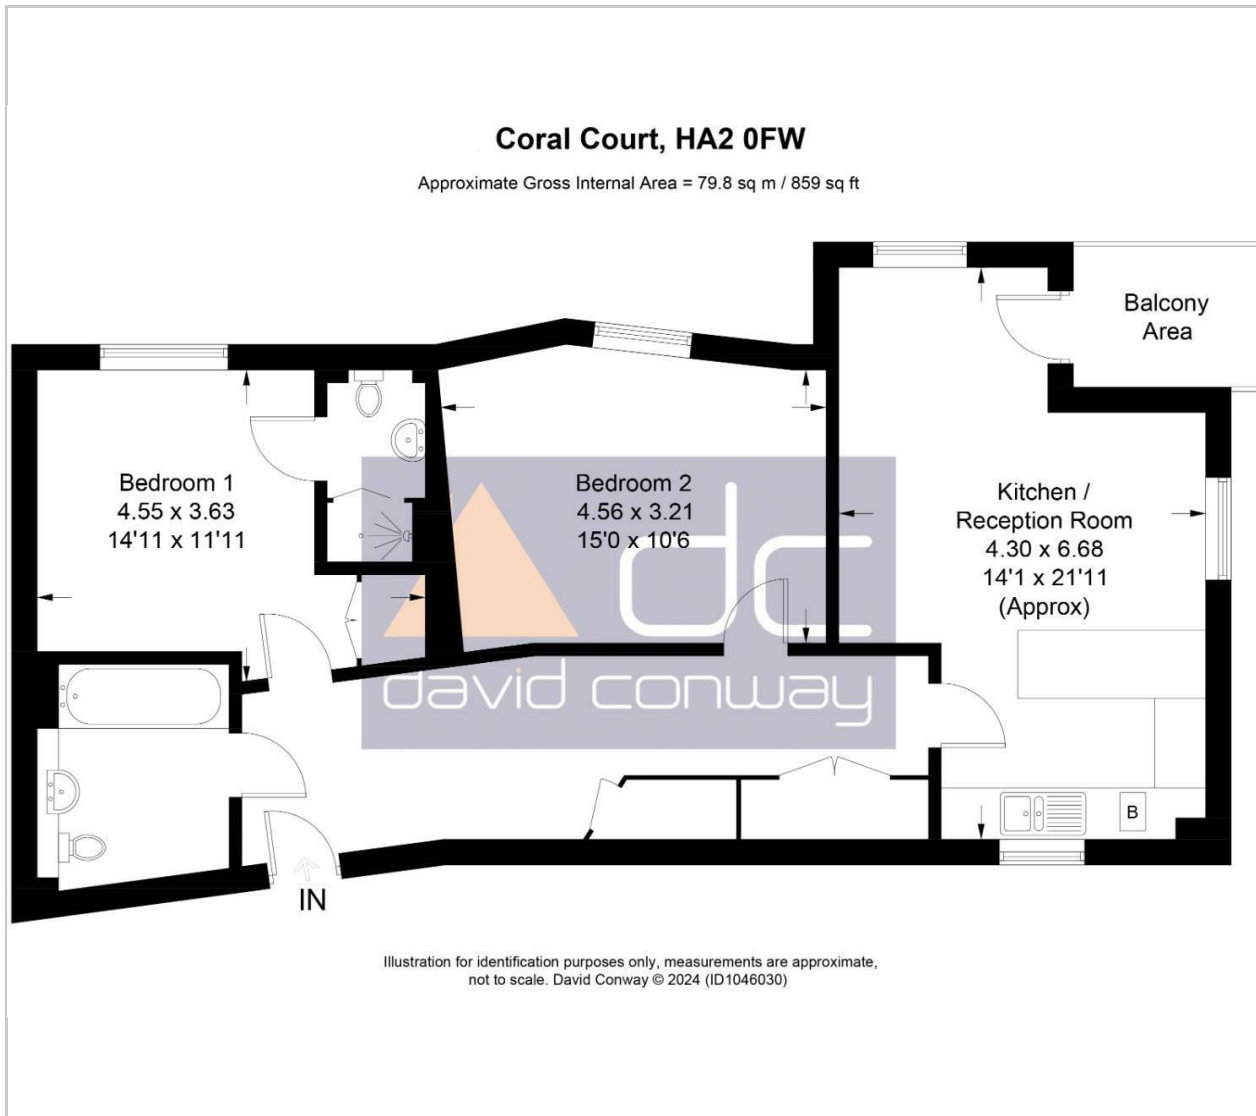 Coral Court, HA2 0FW
Approximate Gross Internal Area = 79.8 sq m / 859 sq ft
Balcony
Area
Bedroom 1
4.55 x 3.63
14'11 x 11'11
Bedroom 2
4.56 x 3.21
15'0 x 10'6
Kitchen /
Reception Room
4.30 x 6.68
14'1 x 21'11
(Approx)
dc
david conway
B
IN
Illustration for identification purposes only, measurements are approximate,
not to scale. David Conway © 2024 (ID1046030)